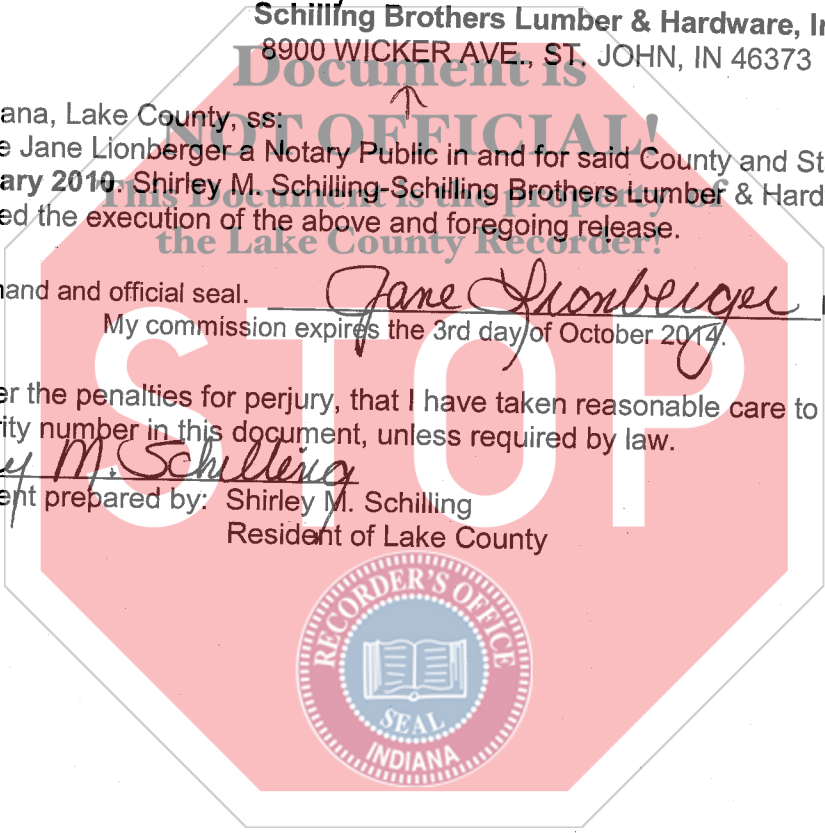 Schilling Brothers Lumber & Hardware, In
8900 WICKER AVE., ST. JOHN, IN 46373
Document is
NOT OFFICIAL!
This Document is the property of
the Lake County Recorder!
iana, Lake County, ss:
e Jane Lionberger a Notary Public in and for said County and St
ary 2010. Shirley M. Schilling-Schilling Brothers Lumber & Hard
ed the execution of the above and foregoing release.
hand and official seal. Jane Lionberger
My commission expires the 3rd day of October 2014.
STOP
er the penalties for perjury, that I have taken reasonable care to
rity number in this document, unless required by law.
y M. Schilling
ent prepared by: Shirley M. Schilling
Resident of Lake County
RECORDER'S OFFICE
SEAL
INDIANA